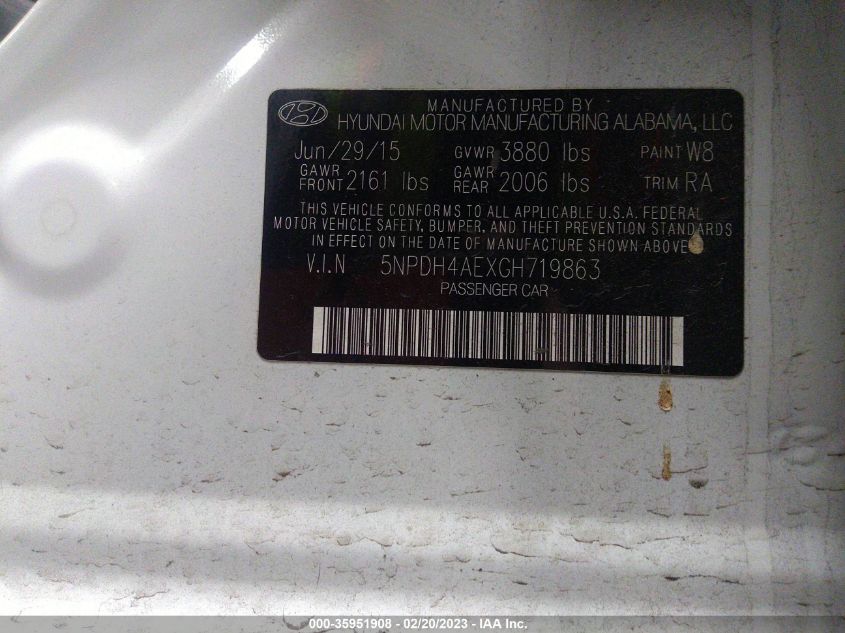 MANUFACTURED BY
HYUNDAI MOTOR MANUFACTURING ALABAMA, LLC
Jun/29/15 GVWR 3880 lbs PAINT W8
GAWR FRONT 2161 lbs GAWR REAR 2006 lbs TRIM RA
THIS VEHICLE CONFORMS TO ALL APPLICABLE U.S.A. FEDERAL
MOTOR VEHICLE SAFETY, BUMPER, AND THEFT PREVENTION STANDARDS
IN EFFECT ON THE DATE OF MANUFACTURE SHOWN ABOVE
V.I.N 5NPDH4AEXGH719863
PASSENGER CAR
000-35951908 - 02/20/2023 - IAA Inc.